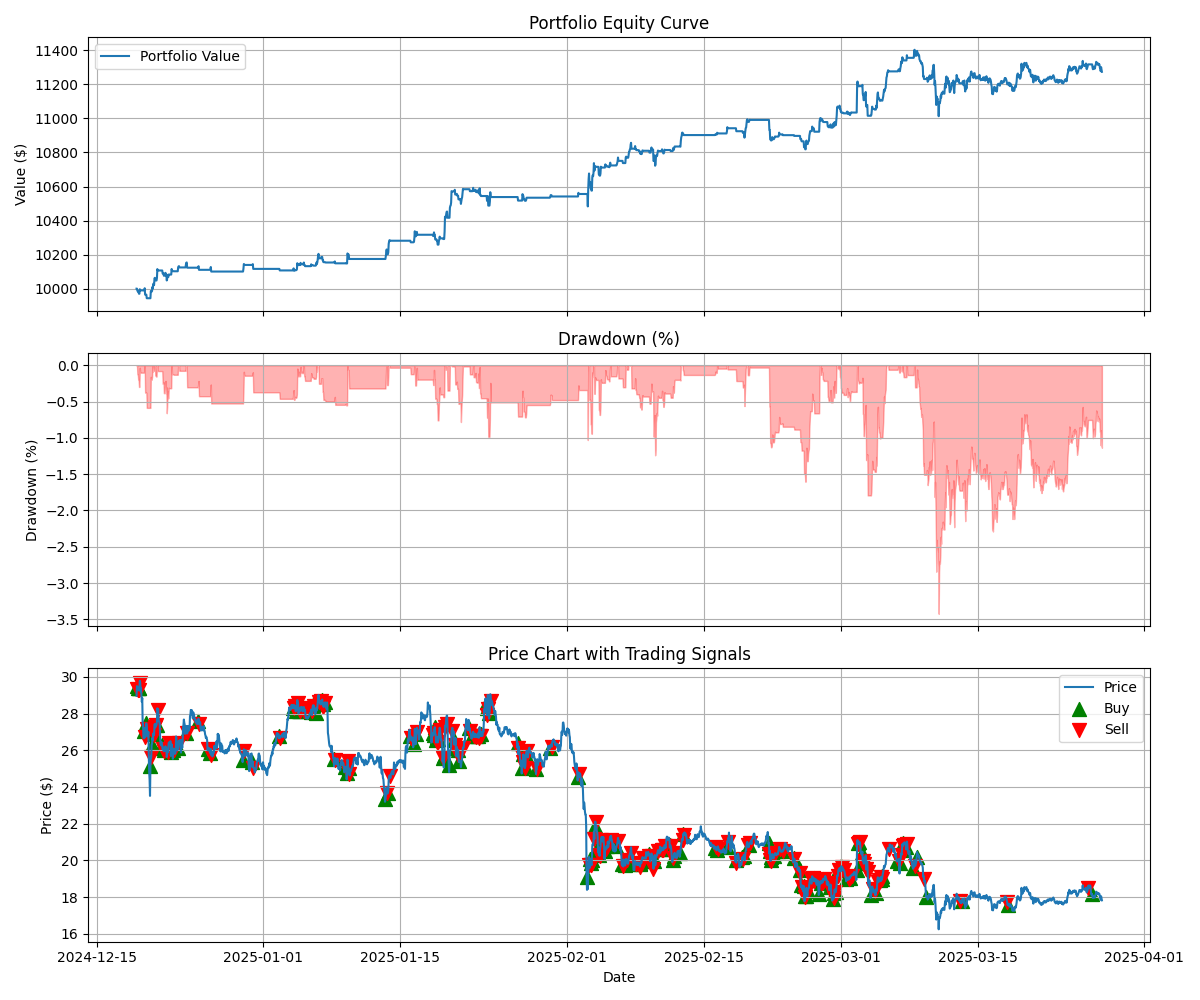 Portfolio Equity Curve
Portfolio Value
11400
11200
11000
10800
10600
10400
10200
10000
Value ($)
Drawdown (%)
0.0
−0.5
−1.0
−1.5
−2.0
−2.5
−3.0
−3.5
Drawdown (%)
Price Chart with Trading Signals
Price
Buy
Sell
30
28
26
24
22
20
18
16
Price ($)
2024-12-15 2025-01-01 2025-01-15 2025-02-01 2025-02-15 2025-03-01 2025-03-15 2025-04-01
Date